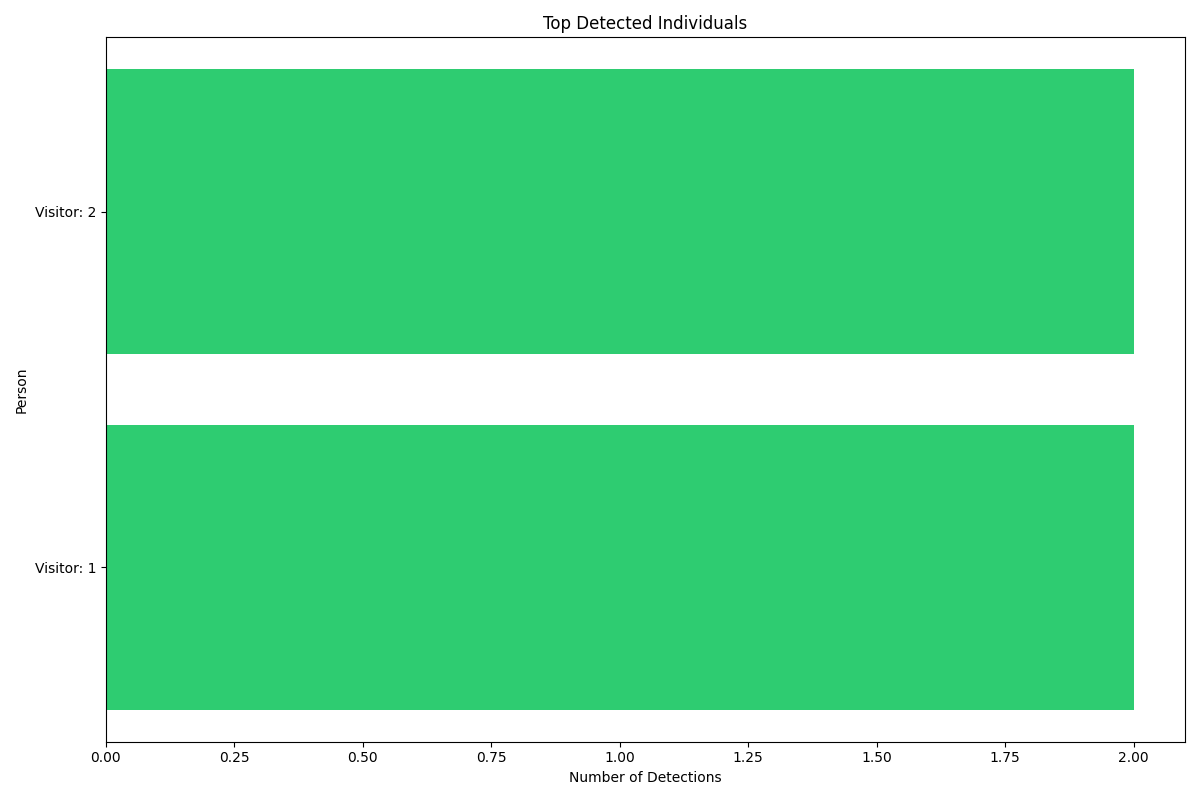 Top Detected Individuals
Person
Visitor: 2
Visitor: 1
0.00 0.25 0.50 0.75 1.00 1.25 1.50 1.75 2.00
Number of Detections